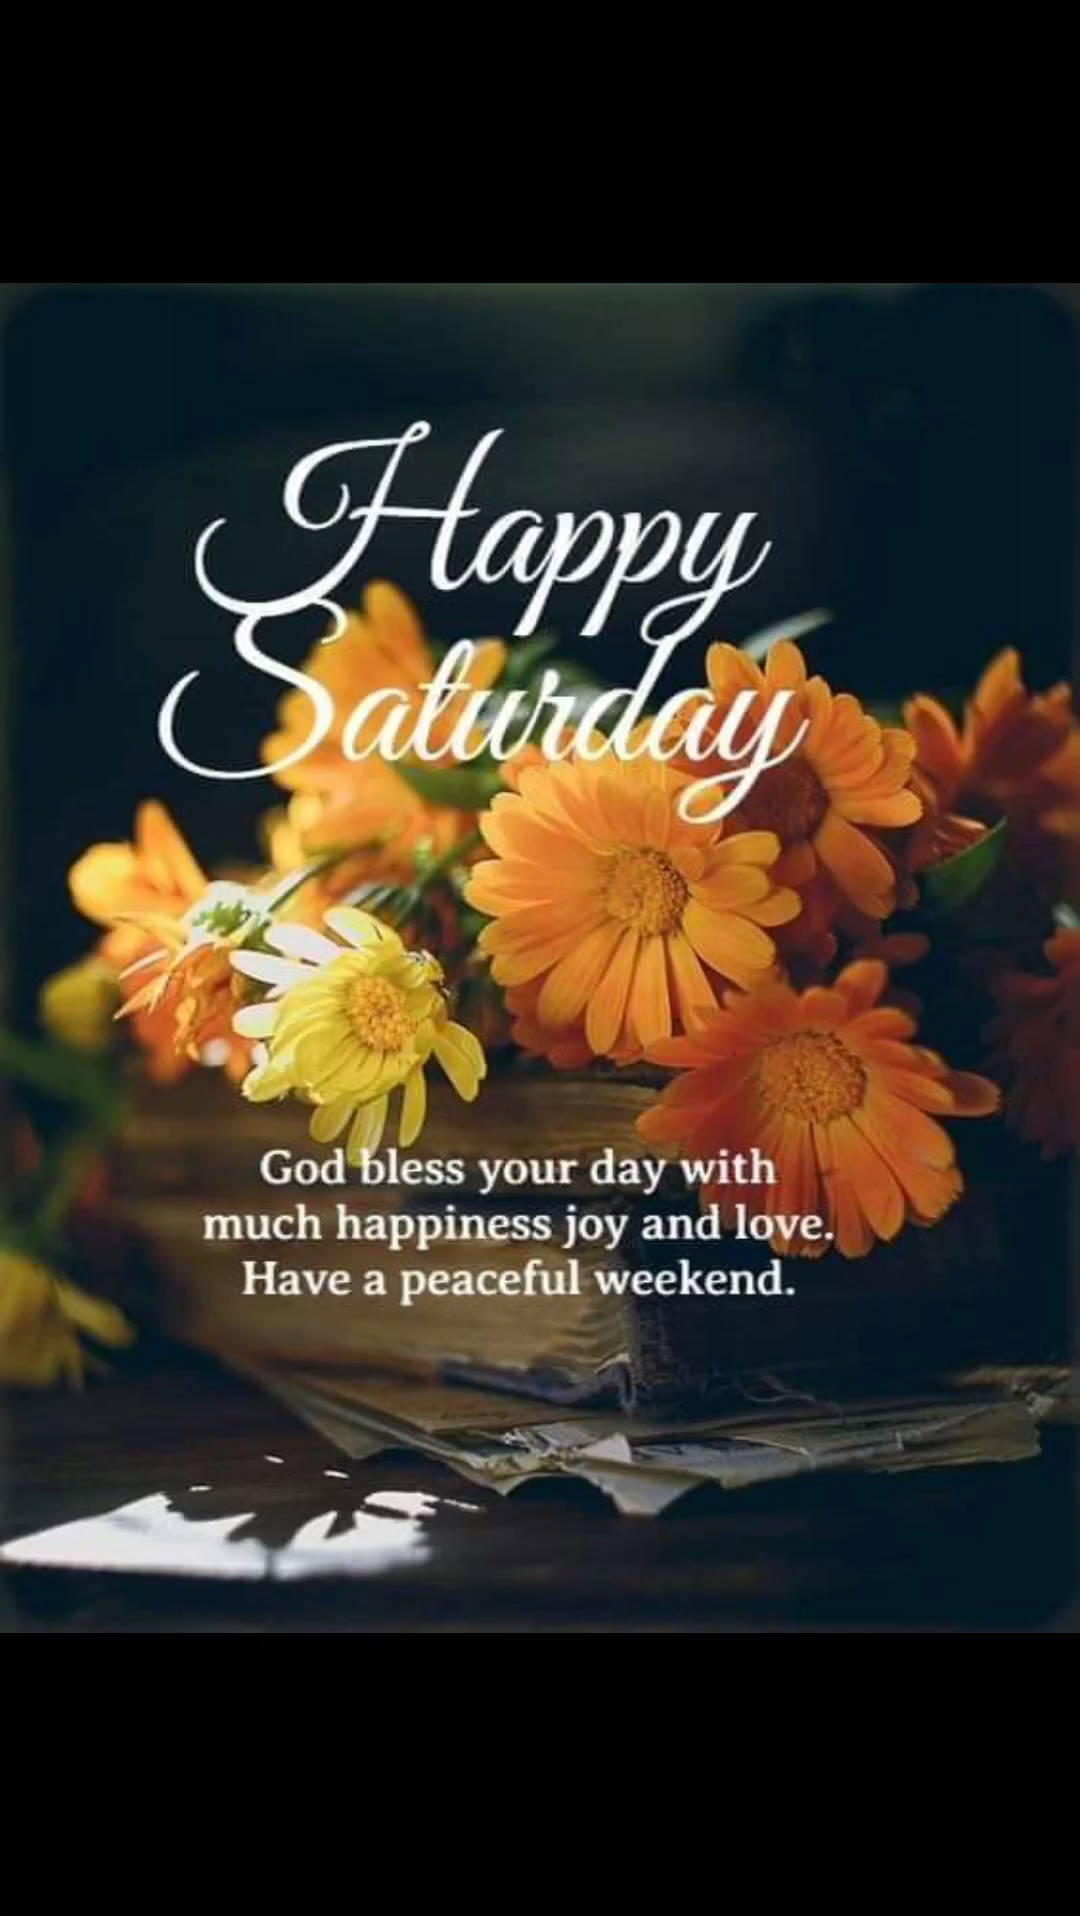 Happy
Saturday
God bless your day with
much happiness joy and love.
Have a peaceful weekend.